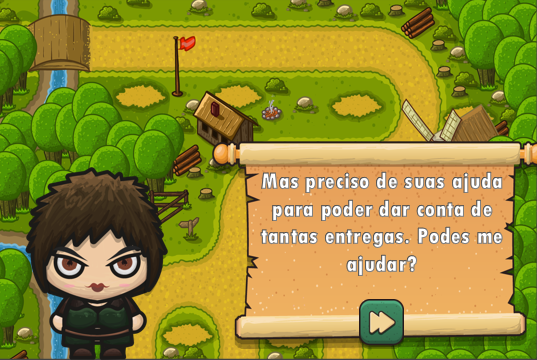 Mas preciso de suas ajuda
para poder dar conta de
tantas entregas. Podes me
ajudar?